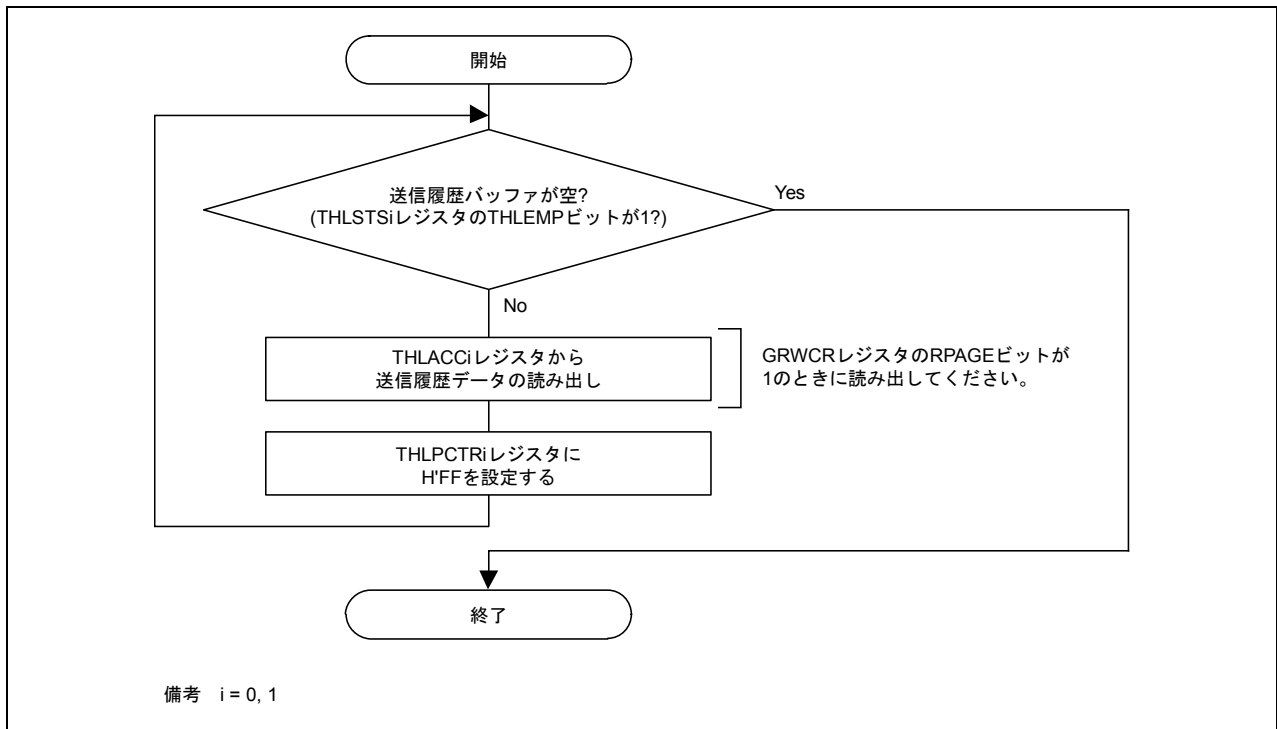 開始
送信履歴バッファが空?
(THLSTSiレジスタのTHLEMPビットが1?)
Yes
No
THLACCiレジスタから
送信履歴データの読み出し
GRWCRレジスタのRPAGEビットが
1のときに読み出してください。
THLPCTRiレジスタに
H'FFを設定する
終了
備考 i = 0, 1